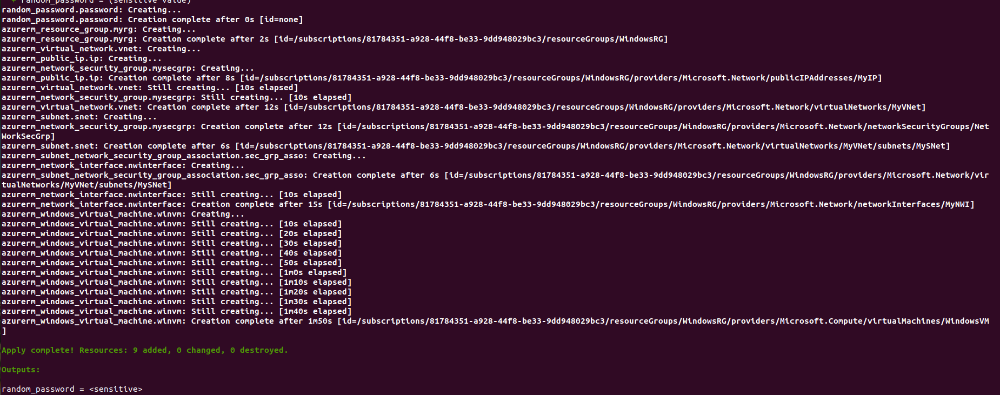 + random_password = (sensitive value)
random_password.password: Creating...
random_password.password: Creation complete after 0s [id=none]
azurerm_resource_group.myrg: Creating...
azurerm_resource_group.myrg: Creation complete after 2s [id=/subscriptions/81784351-a928-44f8-be33-9dd948029bc3/resourceGroups/WindowsRG]
azurerm_virtual_network.vnet: Creating...
azurerm_public_ip.ip: Creating...
azurerm_network_security_group.mysecgrp: Creating...
azurerm_public_ip.ip: Creation complete after 8s [id=/subscriptions/81784351-a928-44f8-be33-9dd948029bc3/resourceGroups/WindowsRG/providers/Microsoft.Network/publicIPAddresses/MyIP]
azurerm_virtual_network.vnet: Still creating... [10s elapsed]
azurerm_network_security_group.mysecgrp: Still creating... [10s elapsed]
azurerm_virtual_network.vnet: Creation complete after 12s [id=/subscriptions/81784351-a928-44f8-be33-9dd948029bc3/resourceGroups/WindowsRG/providers/Microsoft.Network/virtualNetworks/MyVNet]
azurerm_subnet.snet: Creating...
azurerm_network_security_group.mysecgrp: Creation complete after 12s [id=/subscriptions/81784351-a928-44f8-be33-9dd948029bc3/resourceGroups/WindowsRG/providers/Microsoft.Network/networkSecurityGroups/Net
WorkSecGrp]
azurerm_subnet.snet: Creation complete after 6s [id=/subscriptions/81784351-a928-44f8-be33-9dd948029bc3/resourceGroups/WindowsRG/providers/Microsoft.Network/virtualNetworks/MyVNet/subnets/MySNet]
azurerm_subnet_network_security_group_association.sec_grp_asso: Creating...
azurerm_network_interface.nwinterface: Creating...
azurerm_subnet_network_security_group_association.sec_grp_asso: Creation complete after 6s [id=/subscriptions/81784351-a928-44f8-be33-9dd948029bc3/resourceGroups/WindowsRG/providers/Microsoft.Network/vir
tualNetworks/MyVNet/subnets/MySNet]
azurerm_network_interface.nwinterface: Still creating... [10s elapsed]
azurerm_network_interface.nwinterface: Creation complete after 15s [id=/subscriptions/81784351-a928-44f8-be33-9dd948029bc3/resourceGroups/WindowsRG/providers/Microsoft.Network/networkInterfaces/MyNWI]
azurerm_windows_virtual_machine.winvm: Creating...
azurerm_windows_virtual_machine.winvm: Still creating... [10s elapsed]
azurerm_windows_virtual_machine.winvm: Still creating... [20s elapsed]
azurerm_windows_virtual_machine.winvm: Still creating... [30s elapsed]
azurerm_windows_virtual_machine.winvm: Still creating... [40s elapsed]
azurerm_windows_virtual_machine.winvm: Still creating... [50s elapsed]
azurerm_windows_virtual_machine.winvm: Still creating... [1m0s elapsed]
azurerm_windows_virtual_machine.winvm: Still creating... [1m10s elapsed]
azurerm_windows_virtual_machine.winvm: Still creating... [1m20s elapsed]
azurerm_windows_virtual_machine.winvm: Still creating... [1m30s elapsed]
azurerm_windows_virtual_machine.winvm: Still creating... [1m40s elapsed]
azurerm_windows_virtual_machine.winvm: Creation complete after 1m50s [id=/subscriptions/81784351-a928-44f8-be33-9dd948029bc3/resourceGroups/WindowsRG/providers/Microsoft.Compute/virtualMachines/WindowsVM
]
Apply complete! Resources: 9 added, 0 changed, 0 destroyed.
Outputs:
random_password = <sensitive>